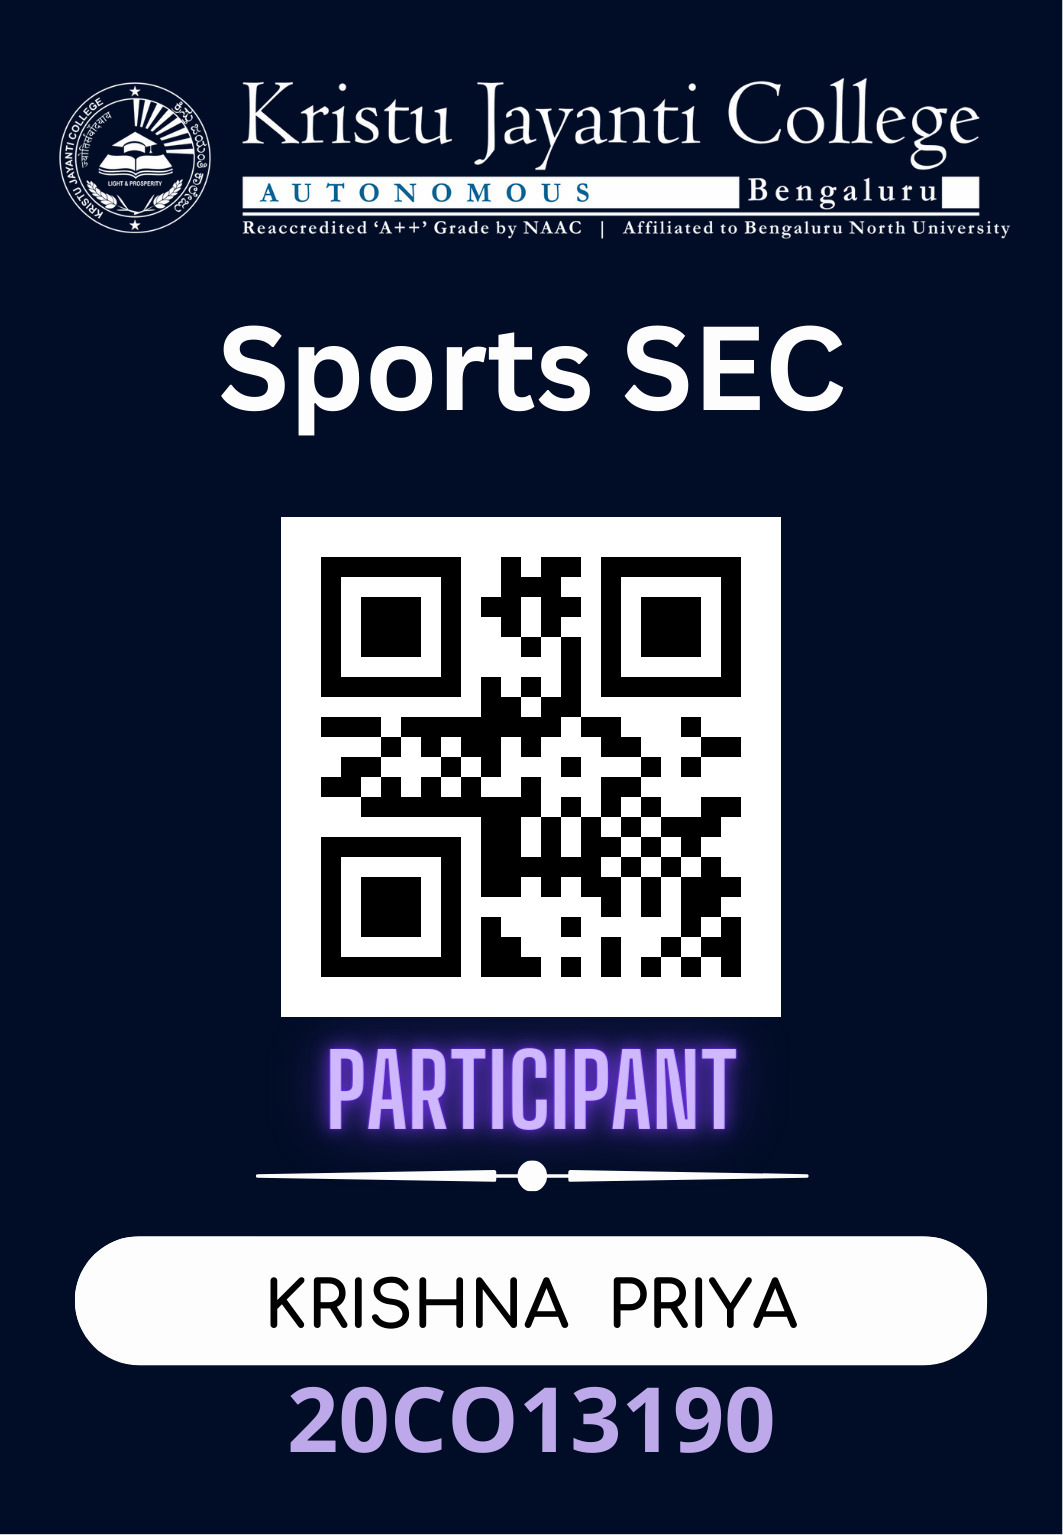 Kristu Jayanti College
AUTONOMOUS Bengaluru
Reaccredited ‘A++’ Grade by NAAC | Affiliated to Bengaluru North University
KRISTU JAYANTI COLLEGE
LIGHT & PROSPERITY
Sports SEC
PARTICIPANT
KRISHNA PRIYA
20CO13190